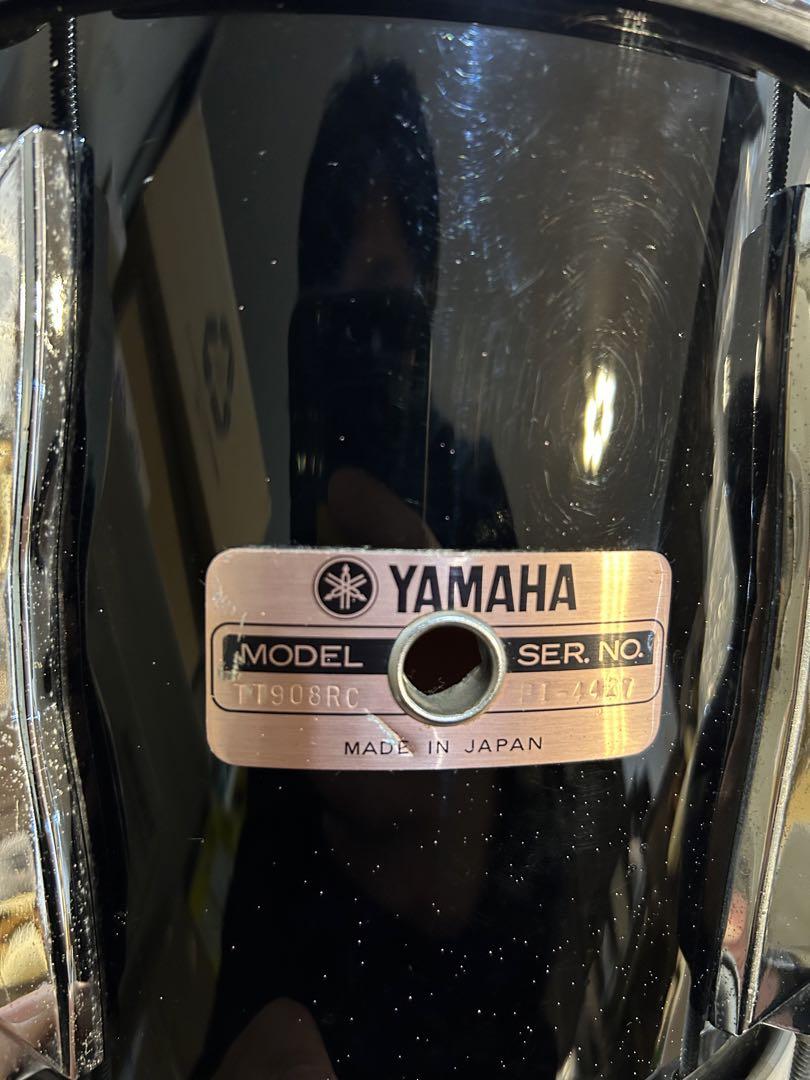 YAMAHA
MODEL SER. NO.
TT908RC
MADE IN JAPAN